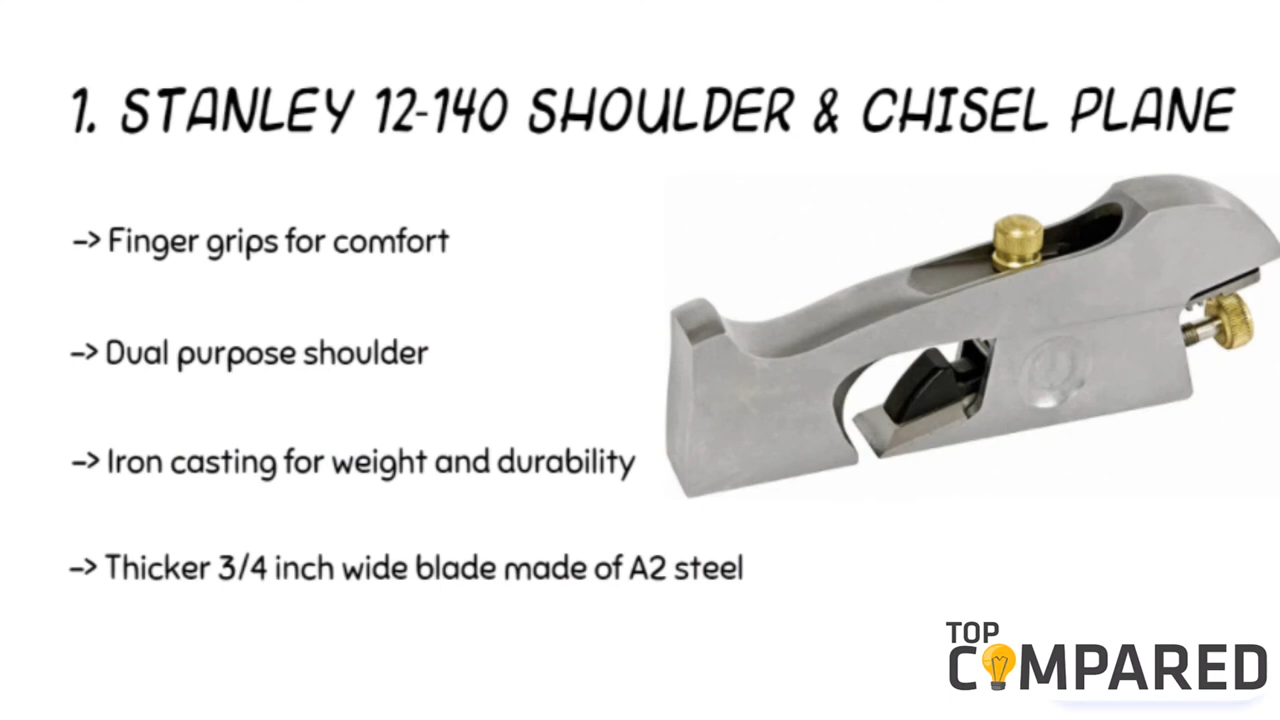 1. STANLEY 12-140 SHOULDER & CHISEL PLANE
-> Finger grips for comfort
-> Dual purpose shoulder
-> Iron casting for weight and durability
-> Thicker 3/4 inch wide blade made of A2 steel
TOP
COMPARED